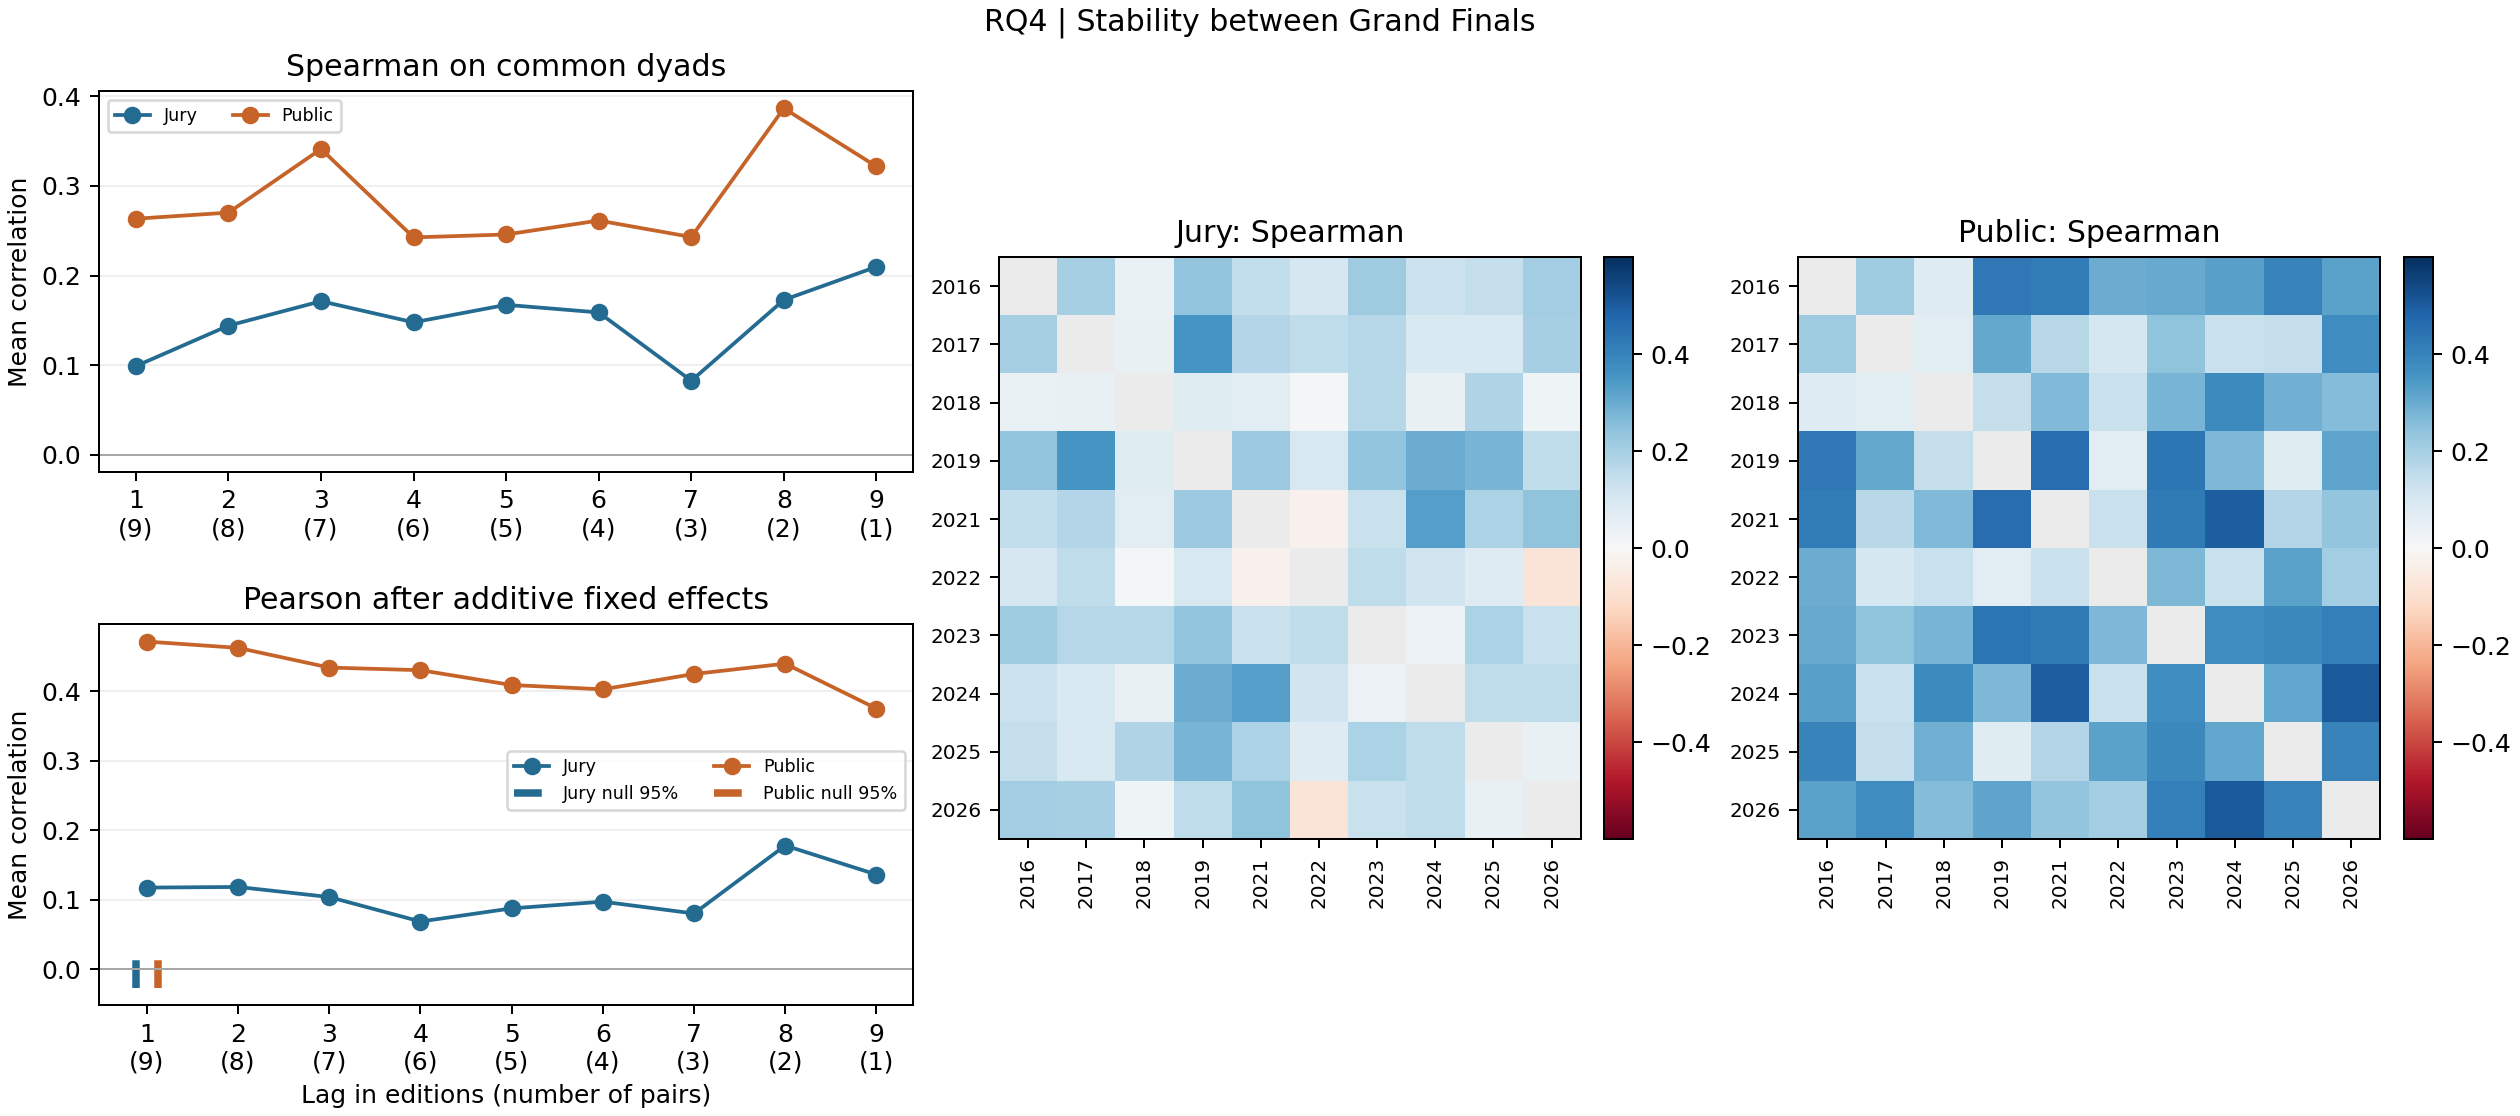 RQ4 | Stability between Grand Finals
Spearman on common dyads
Mean correlation
0.4
0.3
0.2
0.1
0.0
Jury
Public
1 2 3 4 5 6 7 8 9
(9) (8) (7) (6) (5) (4) (3) (2) (1)
Pearson after additive fixed effects
Mean correlation
0.4
0.3
0.2
0.1
0.0
Jury
Public
Jury null 95%
Public null 95%
1 2 3 4 5 6 7 8 9
(9) (8) (7) (6) (5) (4) (3) (2) (1)
Lag in editions (number of pairs)
Jury: Spearman
2016
2017
2018
2019
2021
2022
2023
2024
2025
2026
2016 2017 2018 2019 2021 2022 2023 2024 2025 2026
0.4
0.2
0.0
−0.2
−0.4
Public: Spearman
2016
2017
2018
2019
2021
2022
2023
2024
2025
2026
2016 2017 2018 2019 2021 2022 2023 2024 2025 2026
0.4
0.2
0.0
−0.2
−0.4